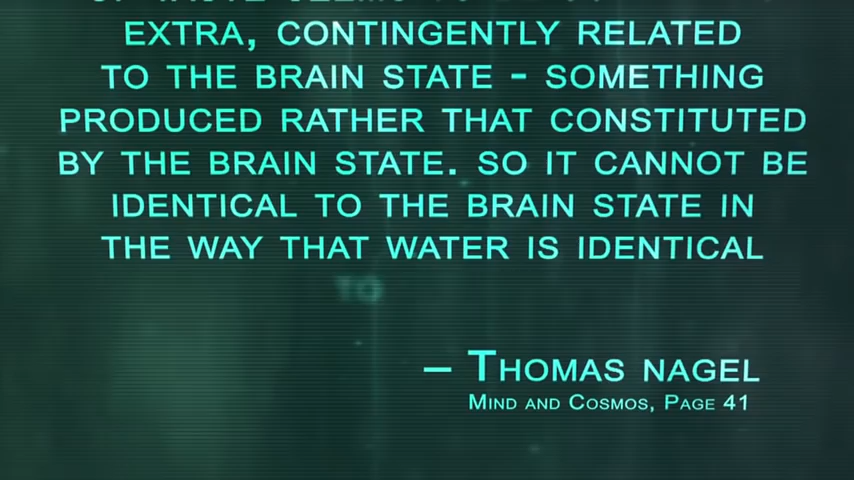 EXTRA, CONTINGENTLY RELATED
TO THE BRAIN STATE - SOMETHING
PRODUCED RATHER THAT CONSTITUTED
BY THE BRAIN STATE. SO IT CANNOT BE
IDENTICAL TO THE BRAIN STATE IN
THE WAY THAT WATER IS IDENTICAL
TO
– THOMAS NAGEL
MIND AND COSMOS, PAGE 41